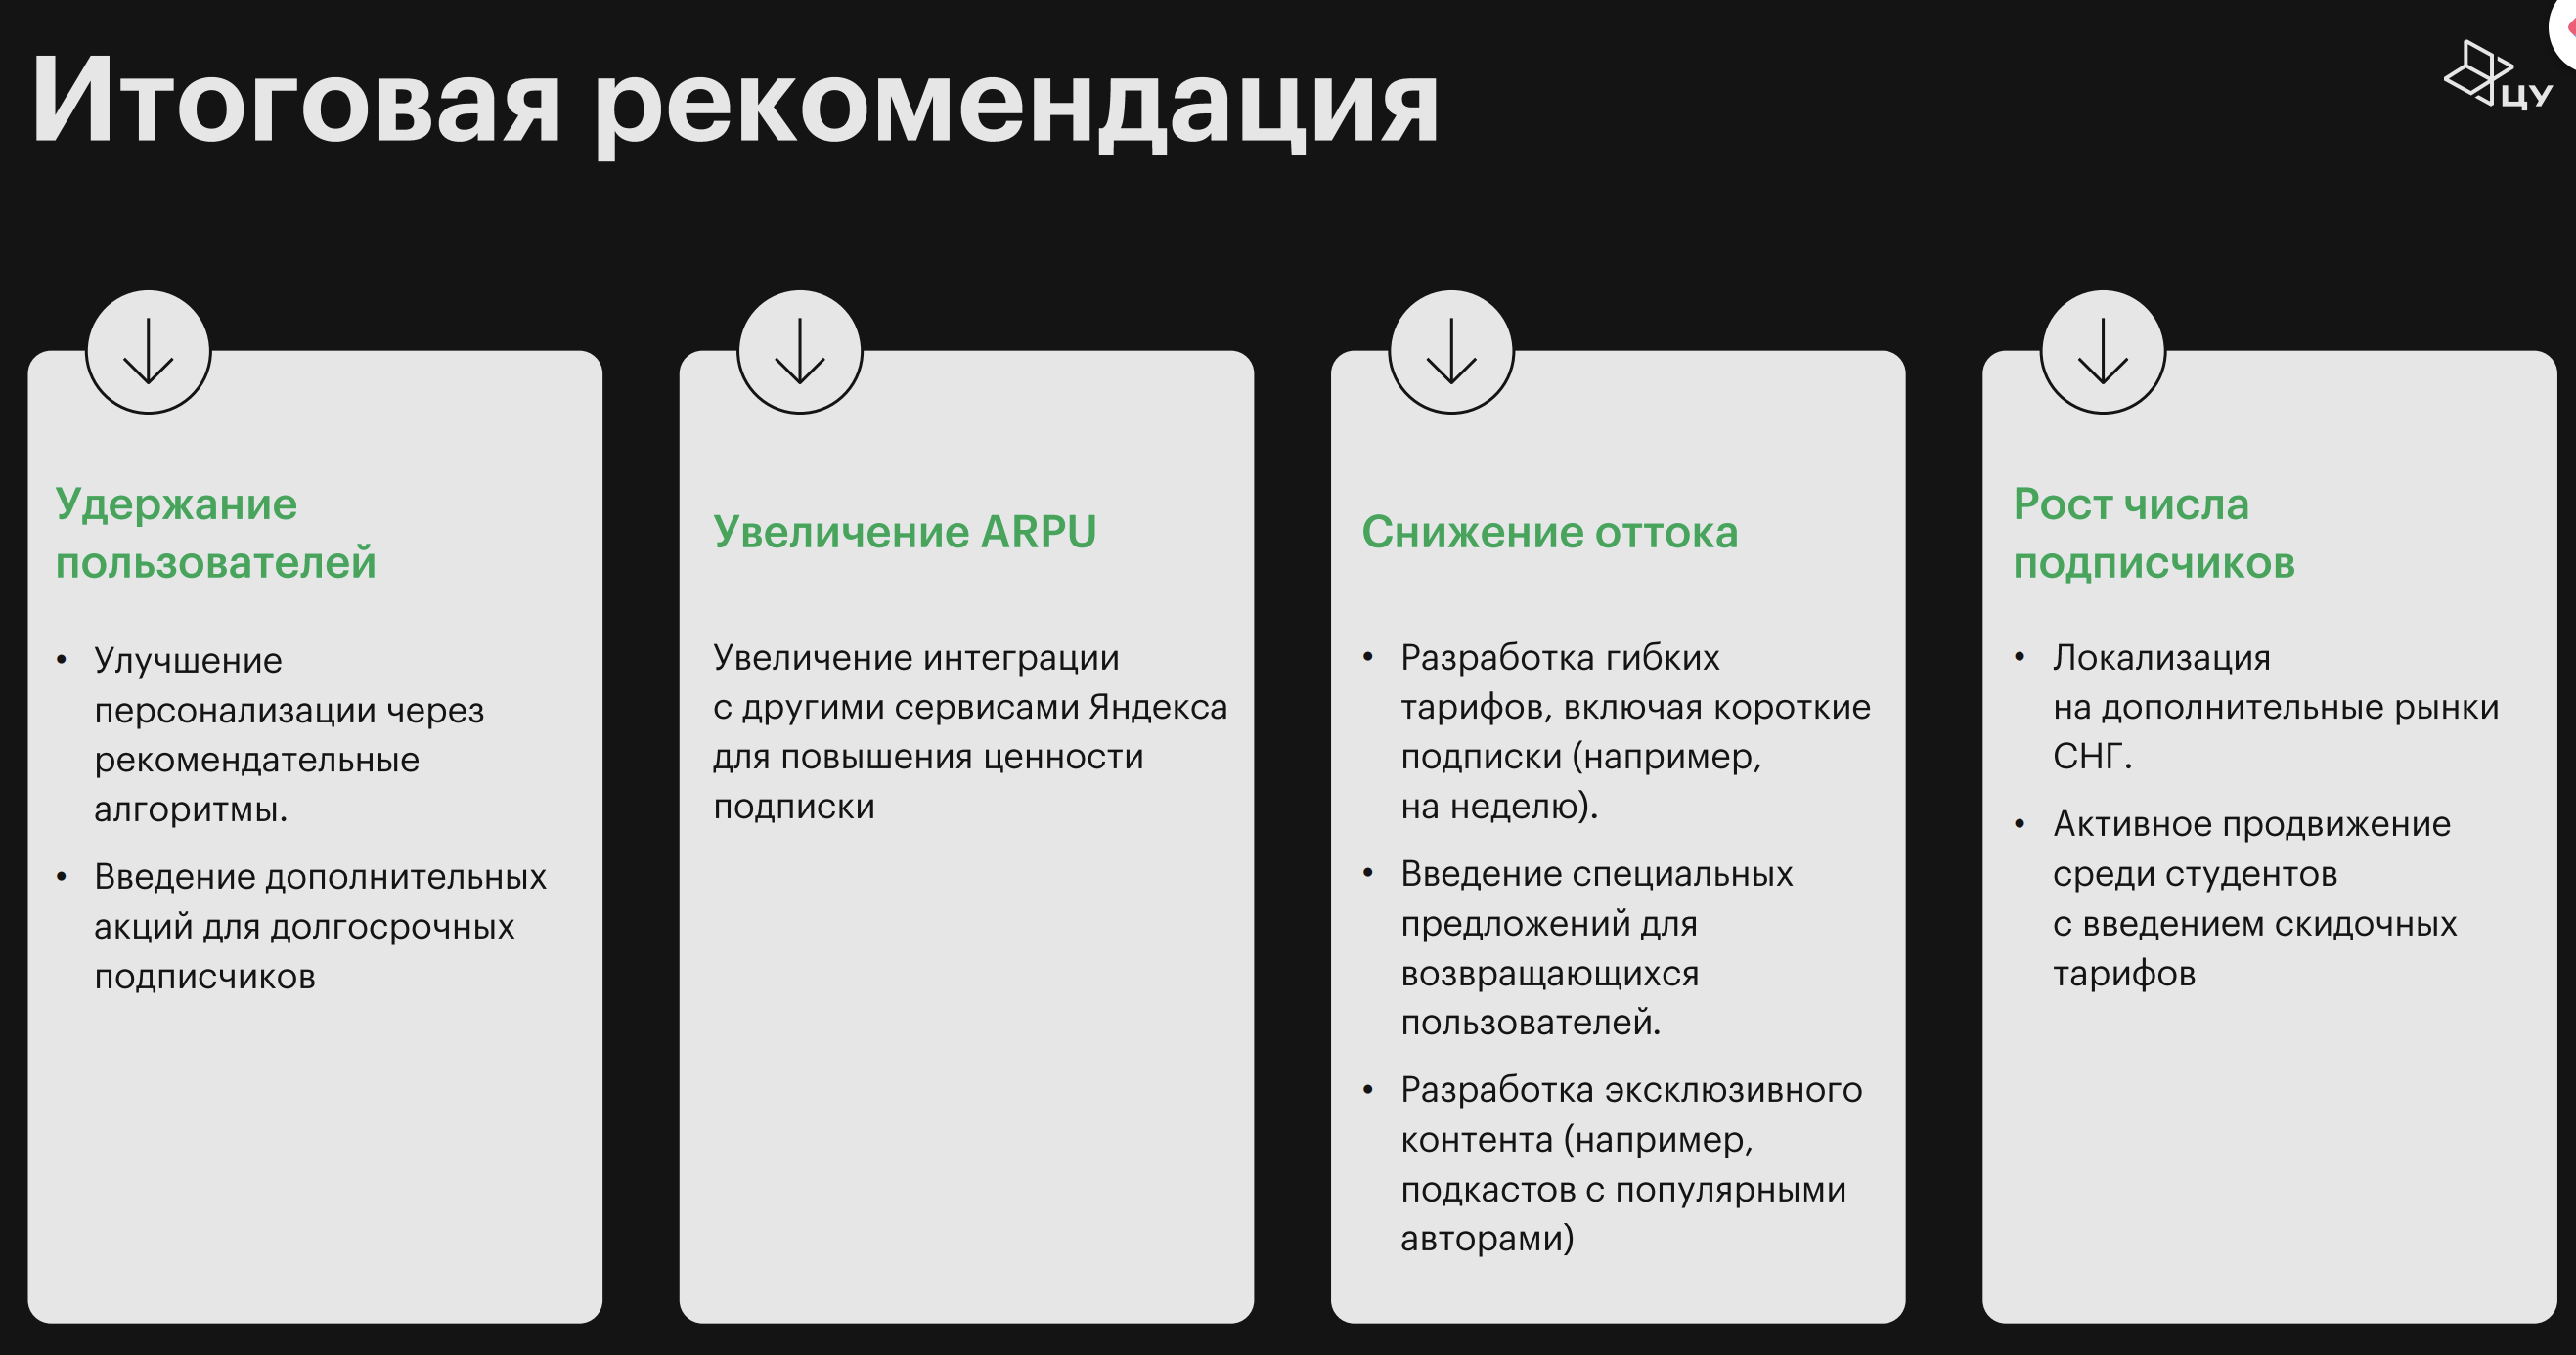 Итоговая рекомендация
ЦУ
Удержание
пользователей
• Улучшение
персонализации через
рекомендательные
алгоритмы.
• Введение дополнительных
акций для долгосрочных
подписчиков
Увеличение ARPU
Увеличение интеграции
с другими сервисами Яндекса
для повышения ценности
подписки
Снижение оттока
• Разработка гибких
тарифов, включая короткие
подписки (например,
на неделю).
• Введение специальных
предложений для
возвращающихся
пользователей.
• Разработка эксклюзивного
контента (например,
подкастов с популярными
авторами)
Рост числа
подписчиков
• Локализация
на дополнительные рынки
СНГ.
• Активное продвижение
среди студентов
с введением скидочных
тарифов